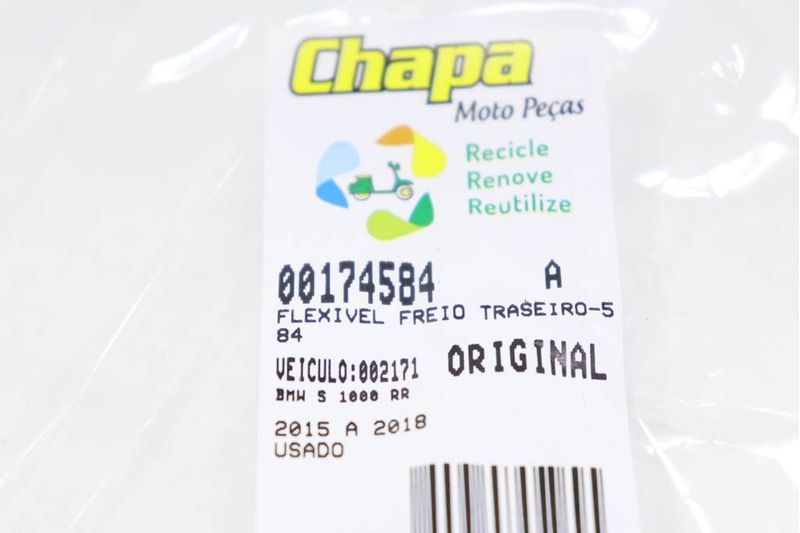 Chapa
Moto Peças
Recicle
Renove
Reutilize
00174584 A
FLEXIVEL FREIO TRASEIRO-5
84
VEICULO:002171 ORIGINAL
BMW S 1000 RR
2015 A 2018
USADO